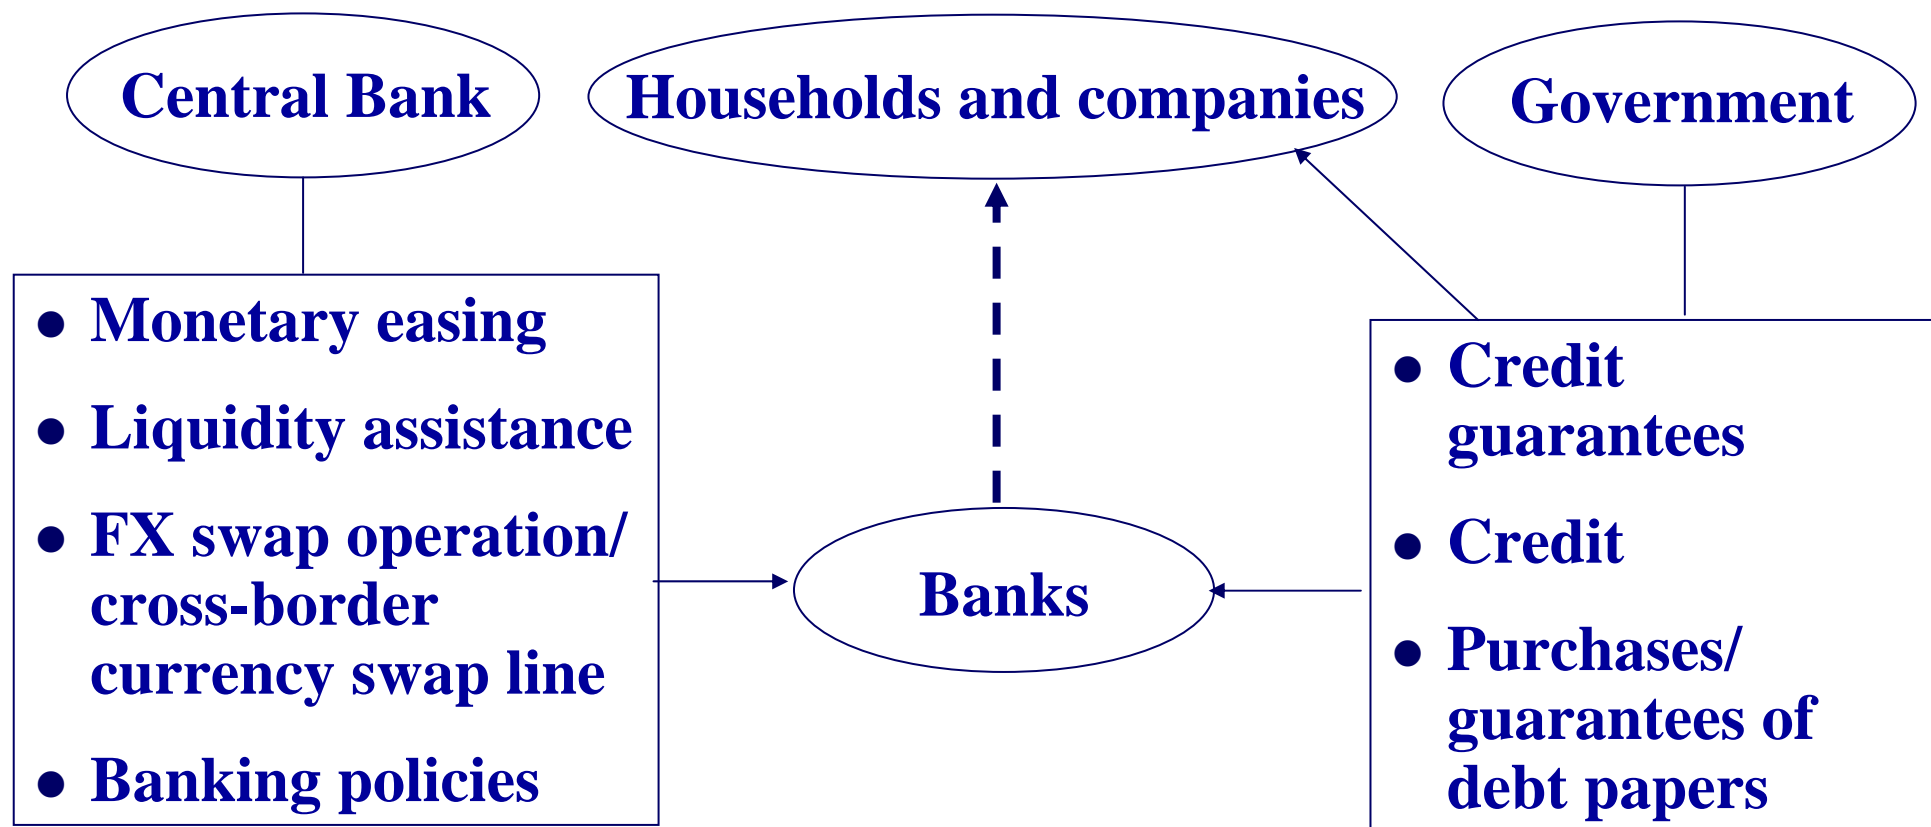 Central Bank
Households and companies
Government
● Monetary easing
● Liquidity assistance
● FX swap operation/
cross-border
currency swap line
● Banking policies
Banks
● Credit
guarantees
● Credit
● Purchases/
guarantees of
debt papers